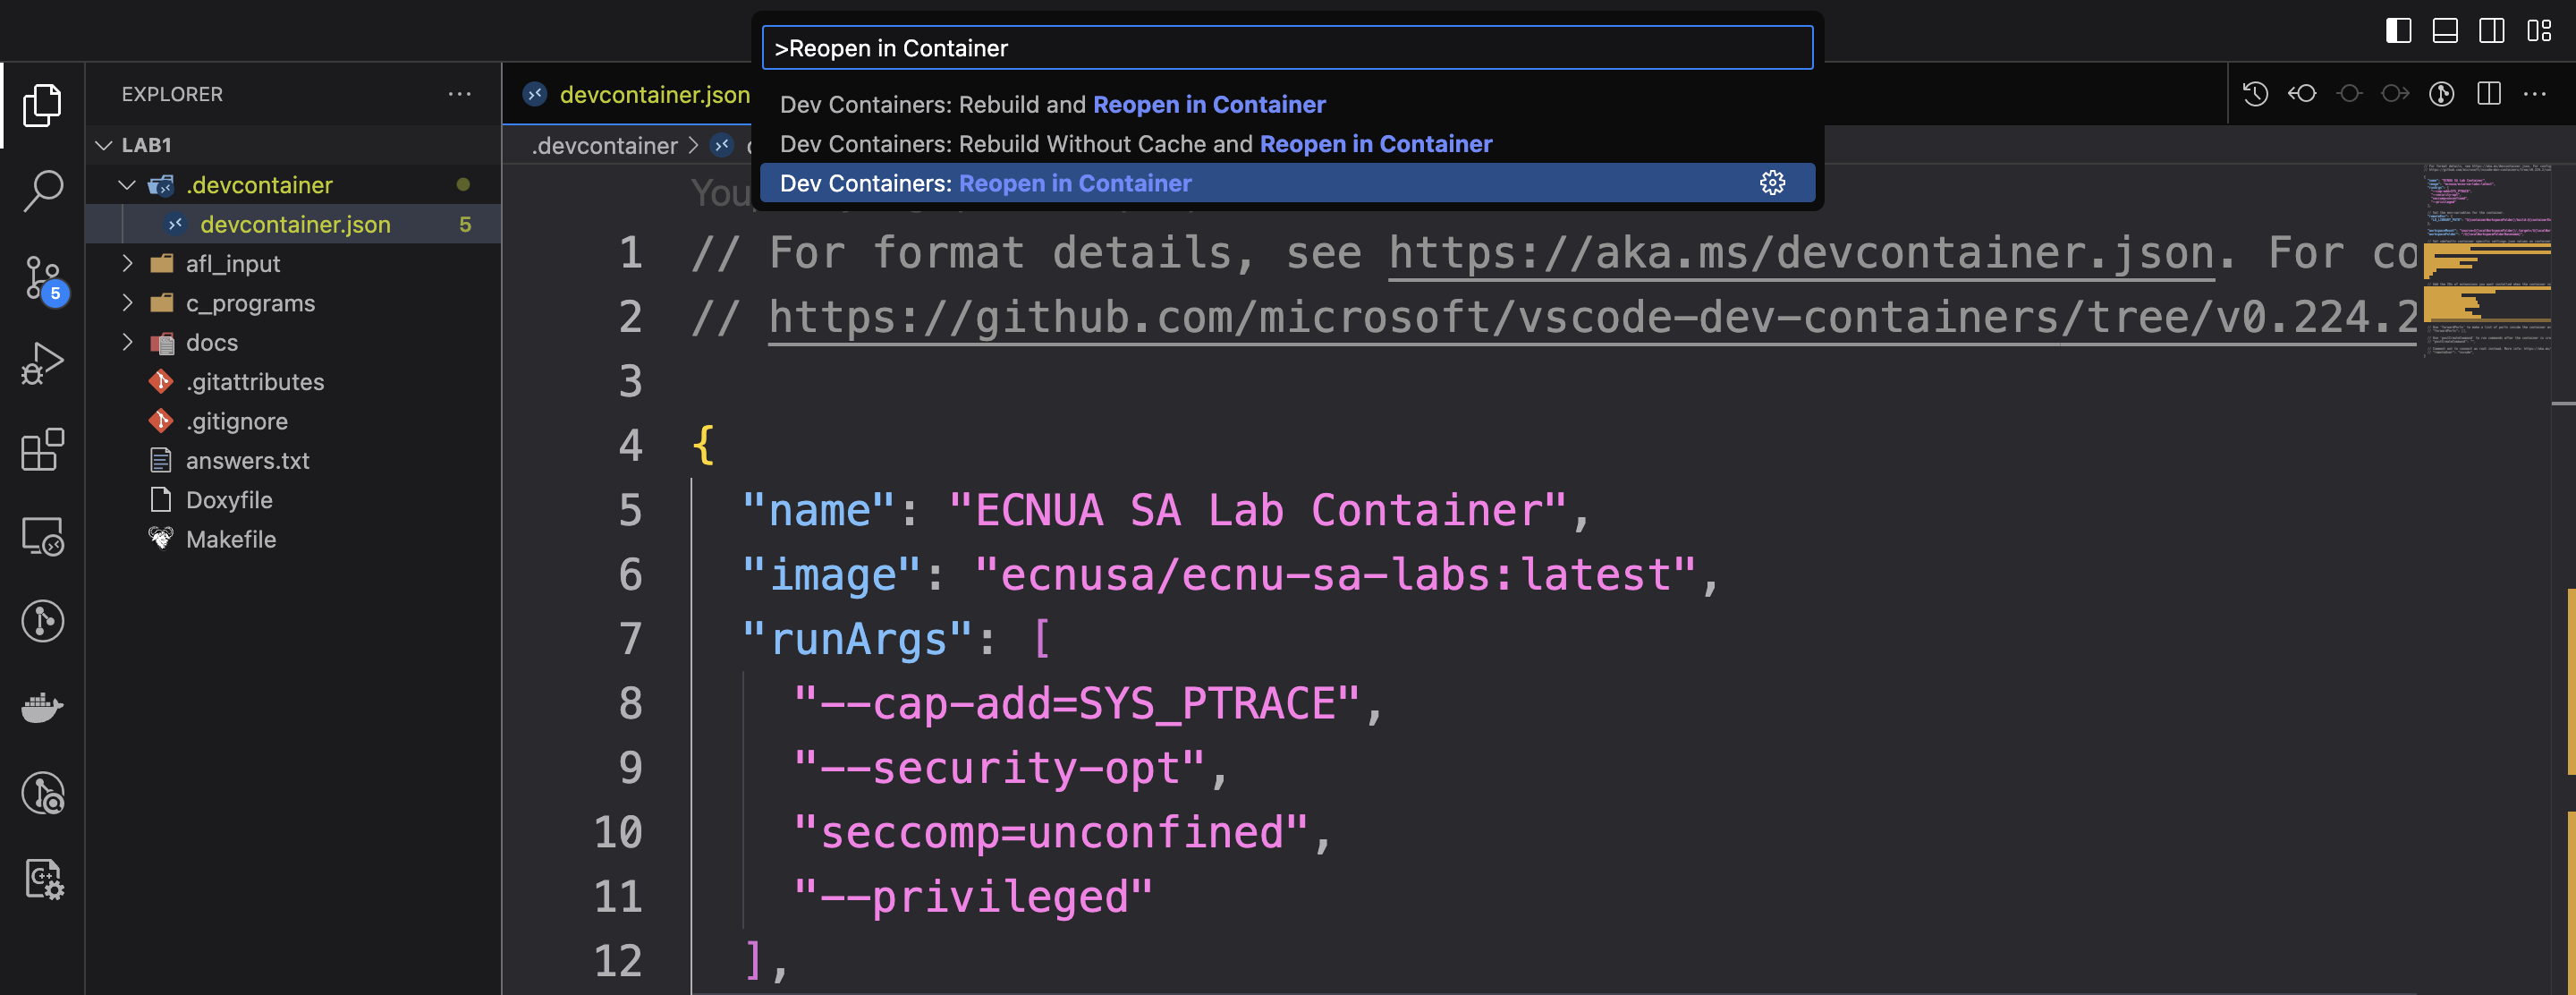 >Reopen in Container
Dev Containers: Rebuild and Reopen in Container
Dev Containers: Rebuild Without Cache and Reopen in Container
Dev Containers: Reopen in Container
EXPLORER
LAB1
.devcontainer
devcontainer.json 5
afl_input
c_programs
docs
.gitattributes
.gitignore
answers.txt
Doxyfile
Makefile
5
devcontainer.json
.devcontainer
You
1 // For format details, see https://aka.ms/devcontainer.json. For co
2 // https://github.com/microsoft/vscode-dev-containers/tree/v0.224.2
3
4 {
5 "name": "ECNUA SA Lab Container",
6 "image": "ecnusa/ecnu-sa-labs:latest",
7 "runArgs": [
8 "--cap-add=SYS_PTRACE",
9 "--security-opt",
10 "seccomp=unconfined",
11 "--privileged"
12 ],